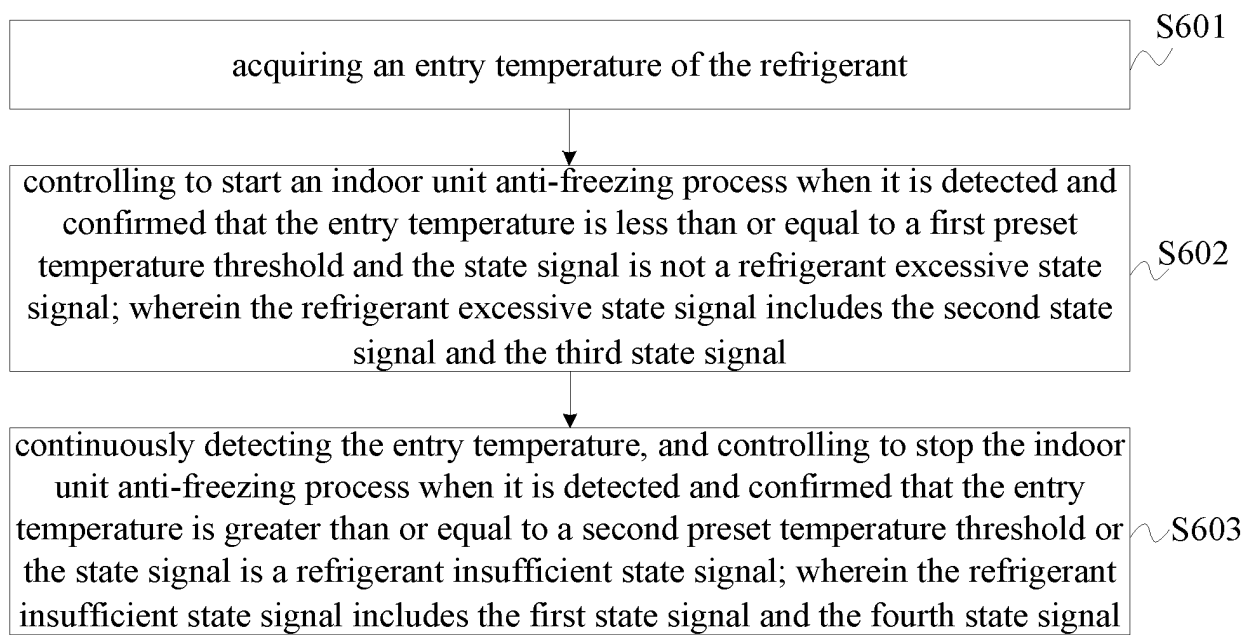 S601
acquiring an entry temperature of the refrigerant
controlling to start an indoor unit anti-freezing process when it is detected and
confirmed that the entry temperature is less than or equal to a first preset
temperature threshold and the state signal is not a refrigerant excessive state
signal; wherein the refrigerant excessive state signal includes the second state
signal and the third state signal
S602
continuously detecting the entry temperature, and controlling to stop the indoor
unit anti-freezing process when it is detected and confirmed that the entry
temperature is greater than or equal to a second preset temperature threshold or
the state signal is a refrigerant insufficient state signal; wherein the refrigerant
insufficient state signal includes the first state signal and the fourth state signal
S603